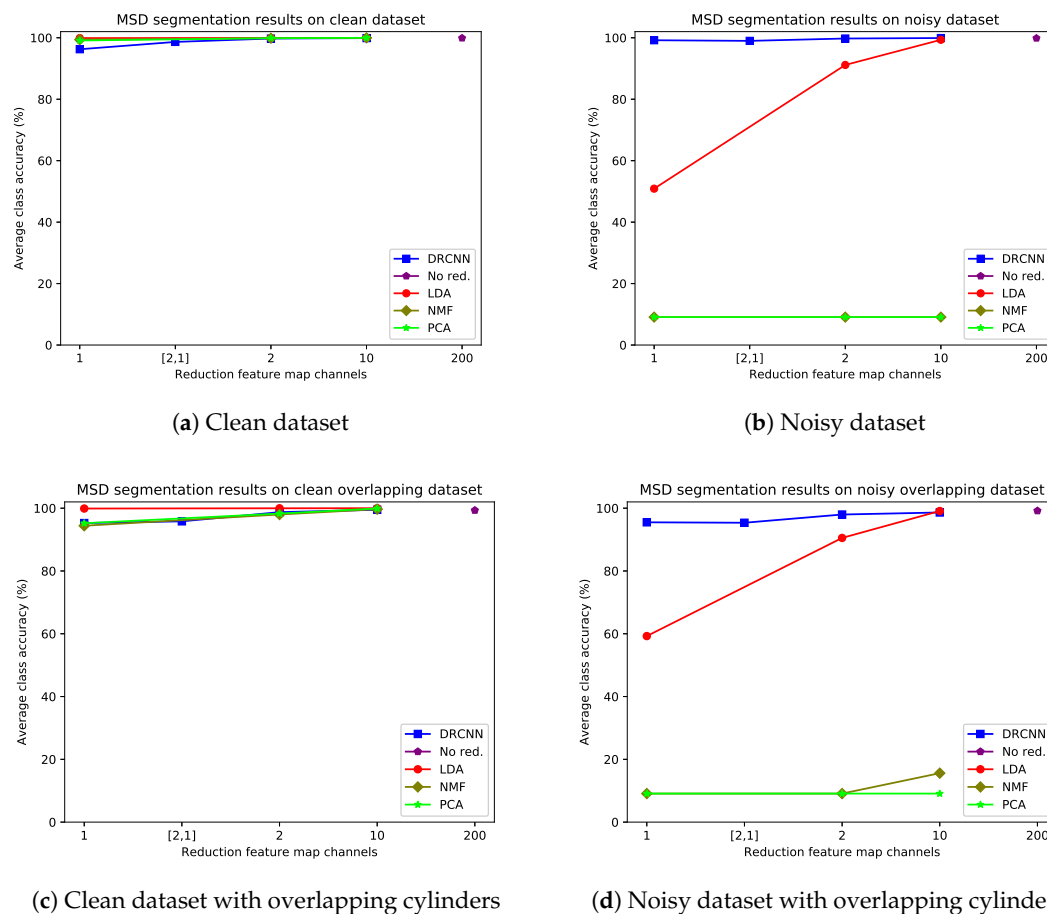 MSD segmentation results on clean dataset
100
80
60
40
20
0
Average class accuracy (%)
DRCNN
No red.
LDA
NMF
PCA
1 [2,1] 2 10 200
Reduction feature map channels
(a) Clean dataset
MSD segmentation results on noisy dataset
100
80
60
40
20
0
Average class accuracy (%)
DRCNN
No red.
LDA
NMF
PCA
1 [2,1] 2 10 200
Reduction feature map channels
(b) Noisy dataset
MSD segmentation results on clean overlapping dataset
100
80
60
40
20
0
Average class accuracy (%)
DRCNN
No red.
LDA
NMF
PCA
1 [2,1] 2 10 200
Reduction feature map channels
(c) Clean dataset with overlapping cylinders
MSD segmentation results on noisy overlapping dataset
100
80
60
40
20
0
Average class accuracy (%)
DRCNN
No red.
LDA
NMF
PCA
1 [2,1] 2 10 200
Reduction feature map channels
(d) Noisy dataset with overlapping cylinde